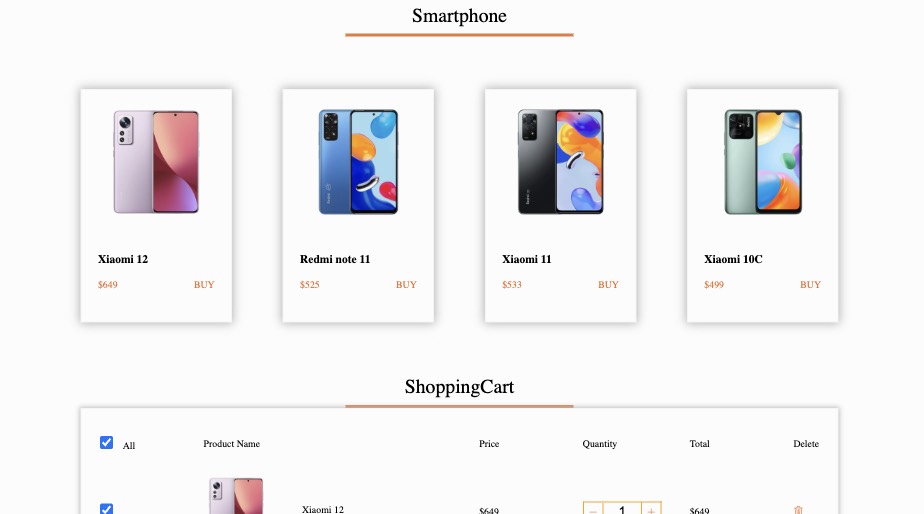 Smartphone
Xiaomi 12
$649 BUY
Redmi note 11
$525 BUY
Xiaomi 11
$533 BUY
Xiaomi 10C
$499 BUY
ShoppingCart
All Product Name Price Quantity Total Delete
Xiaomi 12 $649 − 1 + $649